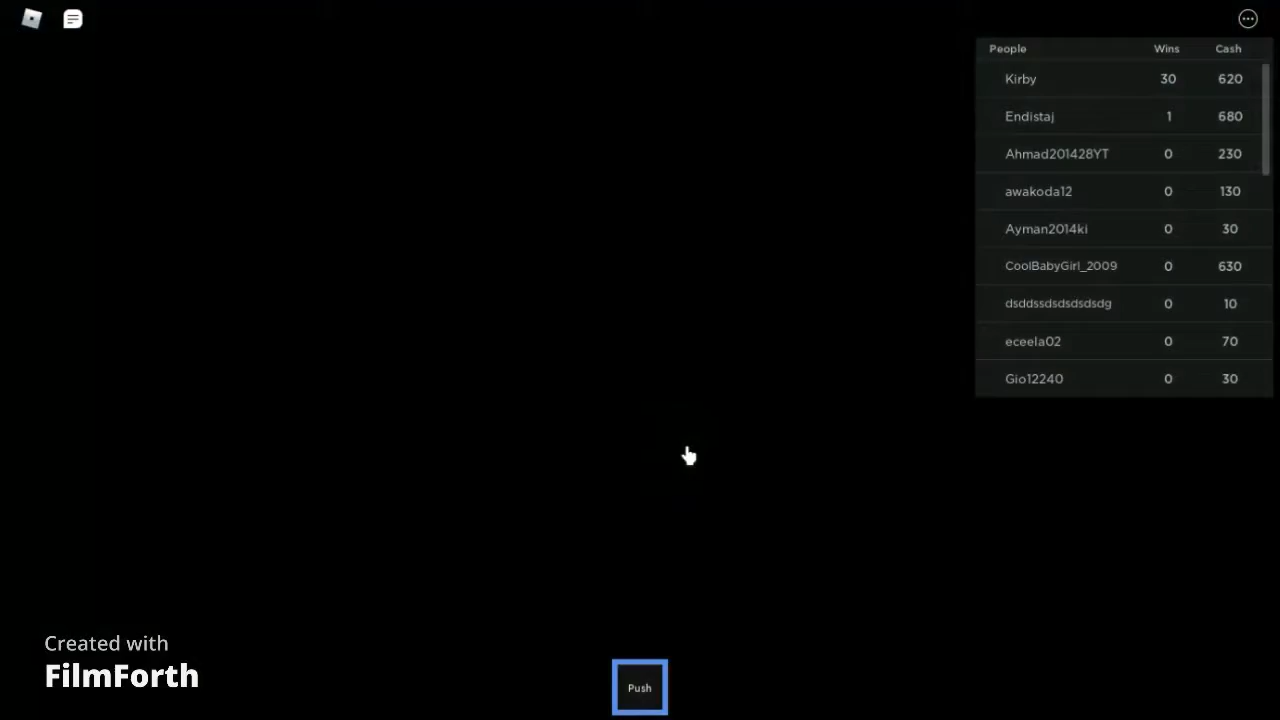 People Wins Cash
Kirby 30 620
Endistaj 1 680
Ahmad201428YT 0 230
awakoda12 0 130
Ayman2014ki 0 30
CoolBabyGirl_2009 0 630
dsddssdsdsdsdsdg 0 10
eceela02 0 70
Gio12240 0 30
Created with
FilmForth
Push